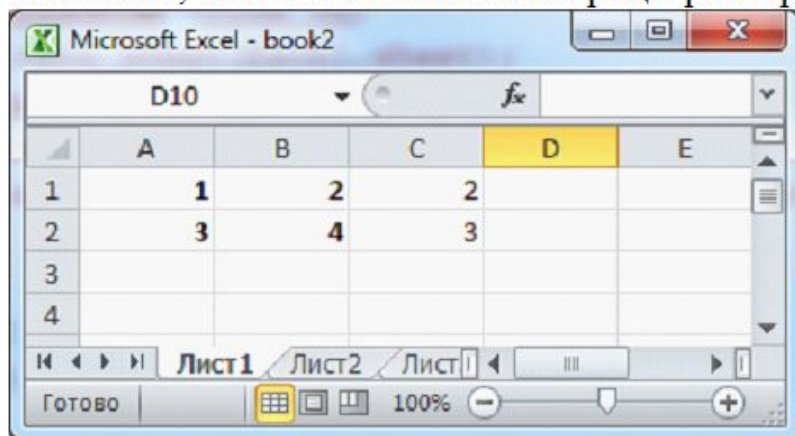 Microsoft Excel - book2
D10 fx
A B C D E
1 1 2 2
2 3 4 3
3
4
Лист1 Лист2 Лист
Готово 100%